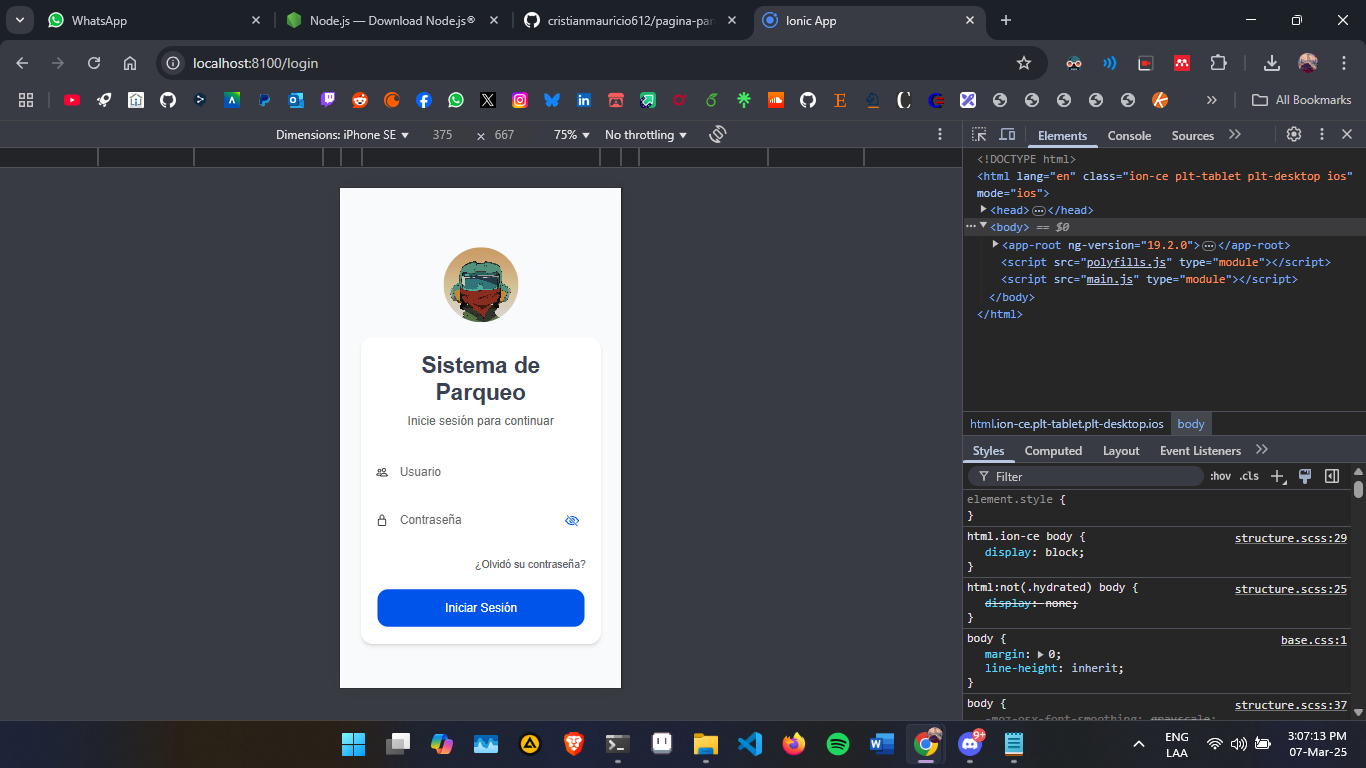 WhatsApp
Node.js — Download Node.js®
cristianmauricio612/pagina-par
Ionic App
localhost:8100/login
All Bookmarks
Dimensions: iPhone SE 375 × 667 75% No throttling
Elements Console Sources
<!DOCTYPE html>
<html lang="en" class="ion-ce plt-tablet plt-desktop ios"
mode="ios">
<head>…</head>
<body> == $0
<app-root ng-version="19.2.0">…</app-root>
<script src="polyfills.js" type="module"></script>
<script src="main.js" type="module"></script>
</body>
</html>
html.ion-ce.plt-tablet.plt-desktop.ios body
Styles Computed Layout Event Listeners
Filter :hov .cls
element.style {
}
html.ion-ce body { structure.scss:29
display: block;
}
html:not(.hydrated) body { structure.scss:25
display: none;
}
body { base.css:1
margin: 0;
line-height: inherit;
}
body { structure.scss:37
-moz-osx-font-smoothing: grayscale;
Sistema de
Parqueo
Inicie sesión para continuar
Usuario
Contraseña
¿Olvidó su contraseña?
Iniciar Sesión
9+
ENG
LAA
3:07:13 PM
07-Mar-25